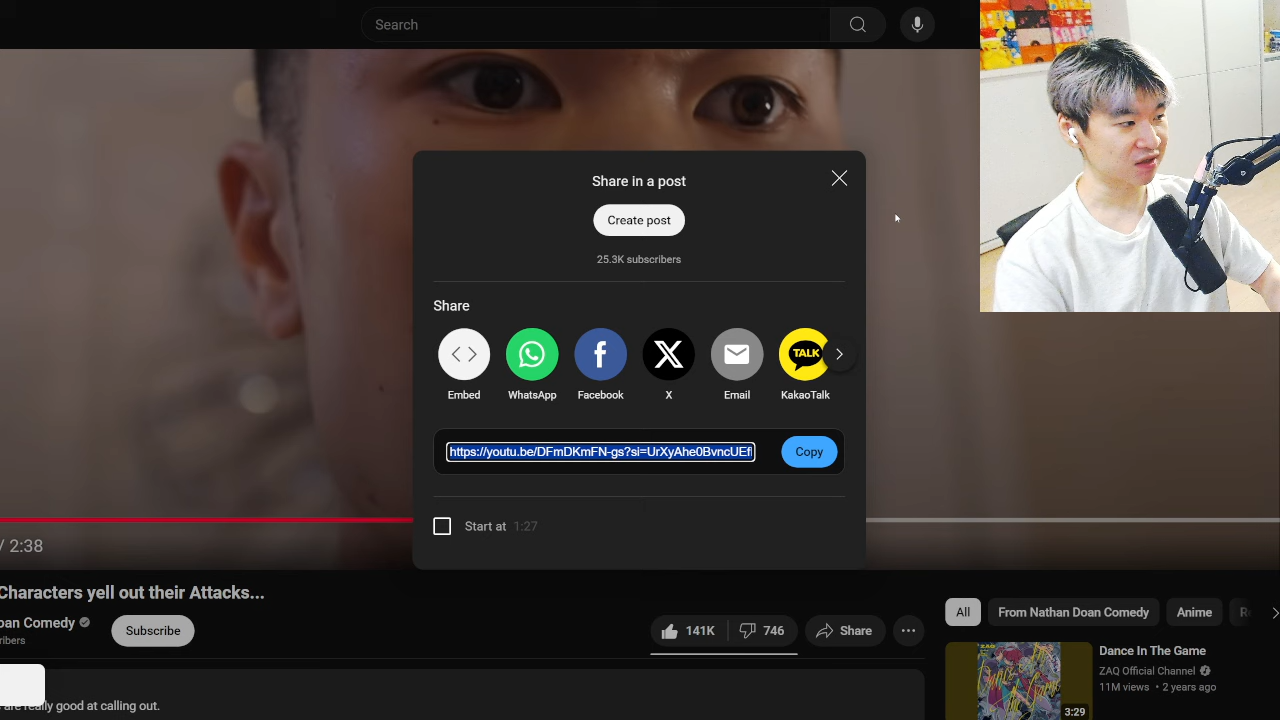 Search
Share in a post
Create post
25.3K subscribers
Share
TALK
Embed
WhatsApp
Facebook
X
Email
KakaoTalk
https://youtu.be/DFmDKmFN-gs?si=UrXyAhe0BvncUEf
Copy
Start at 1:27
/ 2:38
Characters yell out their Attacks...
oan Comedy
ribers
Subscribe
141K
746
Share
All
From Nathan Doan Comedy
Anime
Dance In The Game
ZAQ Official Channel
11M views • 2 years ago
3:29
are really good at calling out.